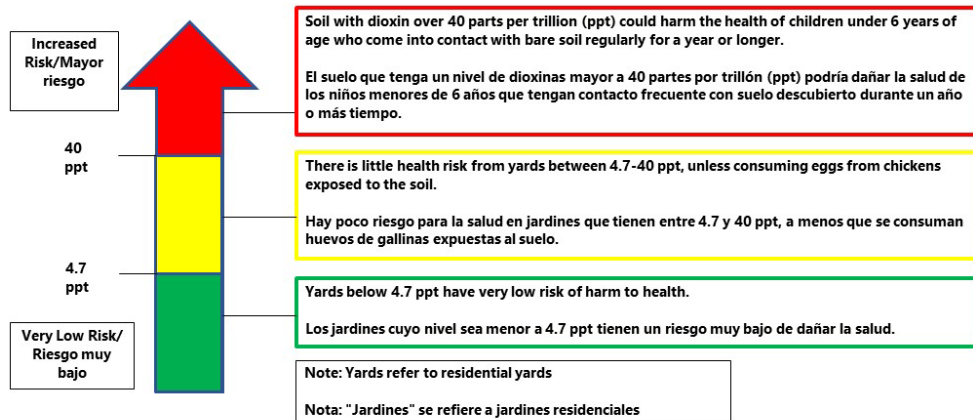 Increased
Risk/Mayor
riesgo
Soil with dioxin over 40 parts per trillion (ppt) could harm the health of children under 6 years of
age who come into contact with bare soil regularly for a year or longer.
El suelo que tenga un nivel de dioxinas mayor a 40 partes por trillón (ppt) podría dañar la salud de
los niños menores de 6 años que tengan contacto frecuente con suelo descubierto durante un año
o más tiempo.
40
ppt
There is little health risk from yards between 4.7-40 ppt, unless consuming eggs from chickens
exposed to the soil.
Hay poco riesgo para la salud en jardines que tienen entre 4.7 y 40 ppt, a menos que se consuman
huevos de gallinas expuestas al suelo.
4.7
ppt
Yards below 4.7 ppt have very low risk of harm to health.
Los jardines cuyo nivel sea menor a 4.7 ppt tienen un riesgo muy bajo de dañar la salud.
Very Low Risk/
Riesgo muy
bajo
Note: Yards refer to residential yards
Nota: "Jardines" se refiere a jardines residenciales